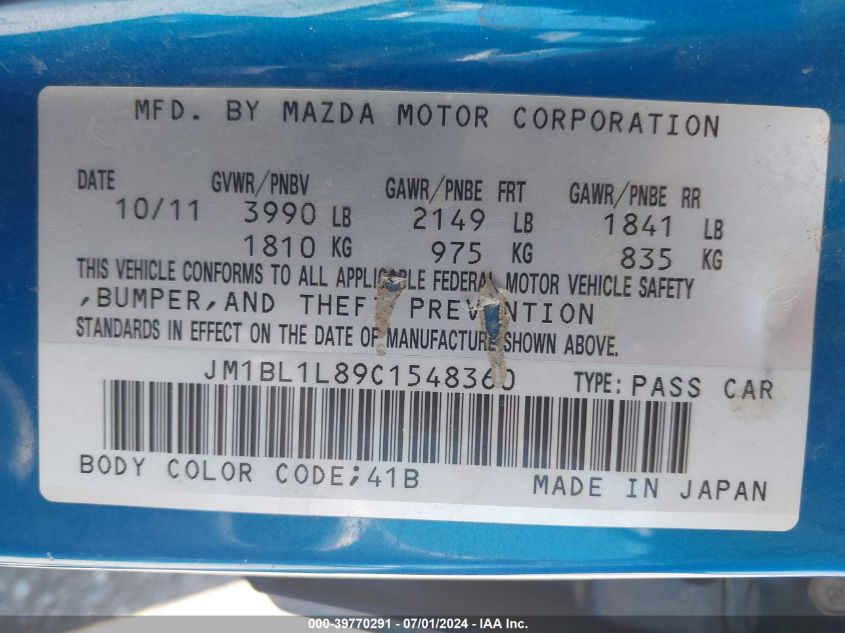 MFD. BY MAZDA MOTOR CORPORATION
DATE GVWR/PNBV GAWR/PNBE FRT GAWR/PNBE RR
10/11 3990 LB 2149 LB 1841 LB
1810 KG 975 KG 835 KG
THIS VEHICLE CONFORMS TO ALL APPLICABLE FEDERAL MOTOR VEHICLE SAFETY
,BUMPER,AND THEFT PREVENTION
STANDARDS IN EFFECT ON THE DATE OF MANUFACTURE SHOWN ABOVE.
JM1BL1L89C1548360 TYPE: PASS CAR
BODY COLOR CODE;41B MADE IN JAPAN
000-39770291 - 07/01/2024 - IAA Inc.